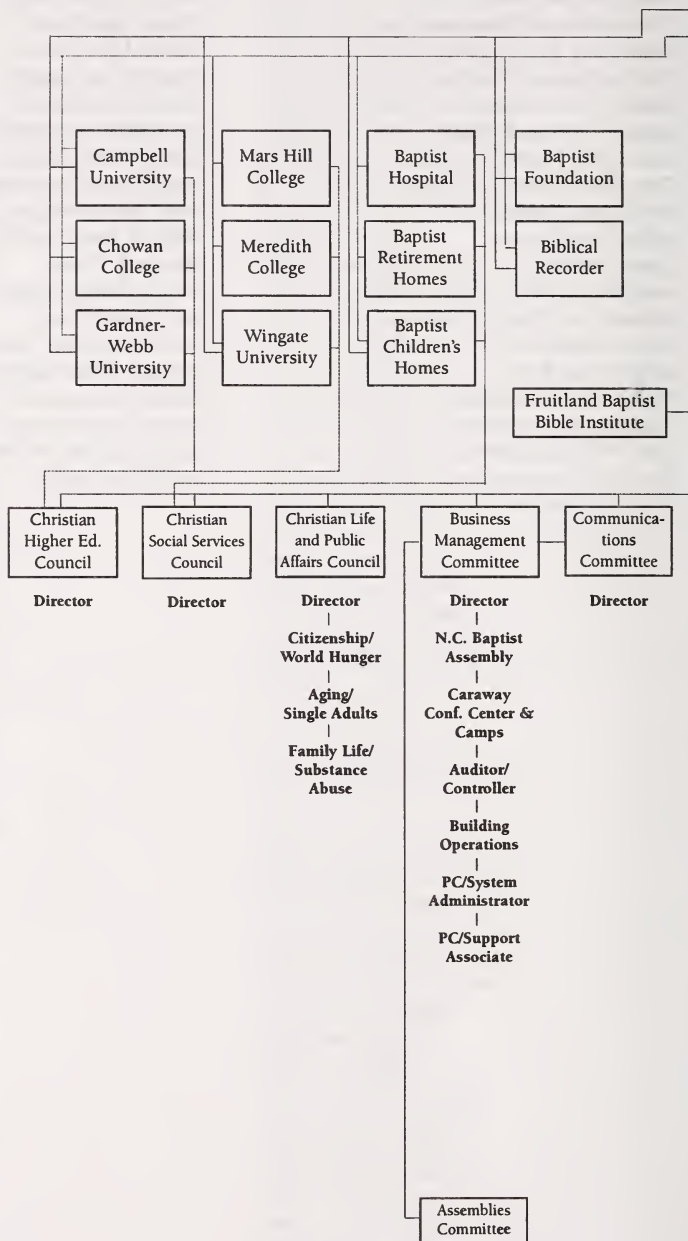 Campbell
University
Mars Hill
College
Baptist
Hospital
Baptist
Foundation
Chowan
College
Meredith
College
Baptist
Retirement
Homes
Biblical
Recorder
Gardner-
Webb
University
Wingate
University
Baptist
Children's
Homes
Fruitland Baptist
Bible Institute
Christian
Higher Ed.
Council
Director
Christian
Social Services
Council
Director
Christian Life
and Public
Affairs Council
Director
Citizenship/
World Hunger
Aging/
Single Adults
Family Life/
Substance
Abuse
Business
Management
Committee
Director
N.C. Baptist
Assembly
Caraway
Conf. Center &
Camps
Auditor/
Controller
Building
Operations
PC/System
Administrator
PC/Support
Associate
Communica-
tions
Committee
Director
Assemblies
Committee